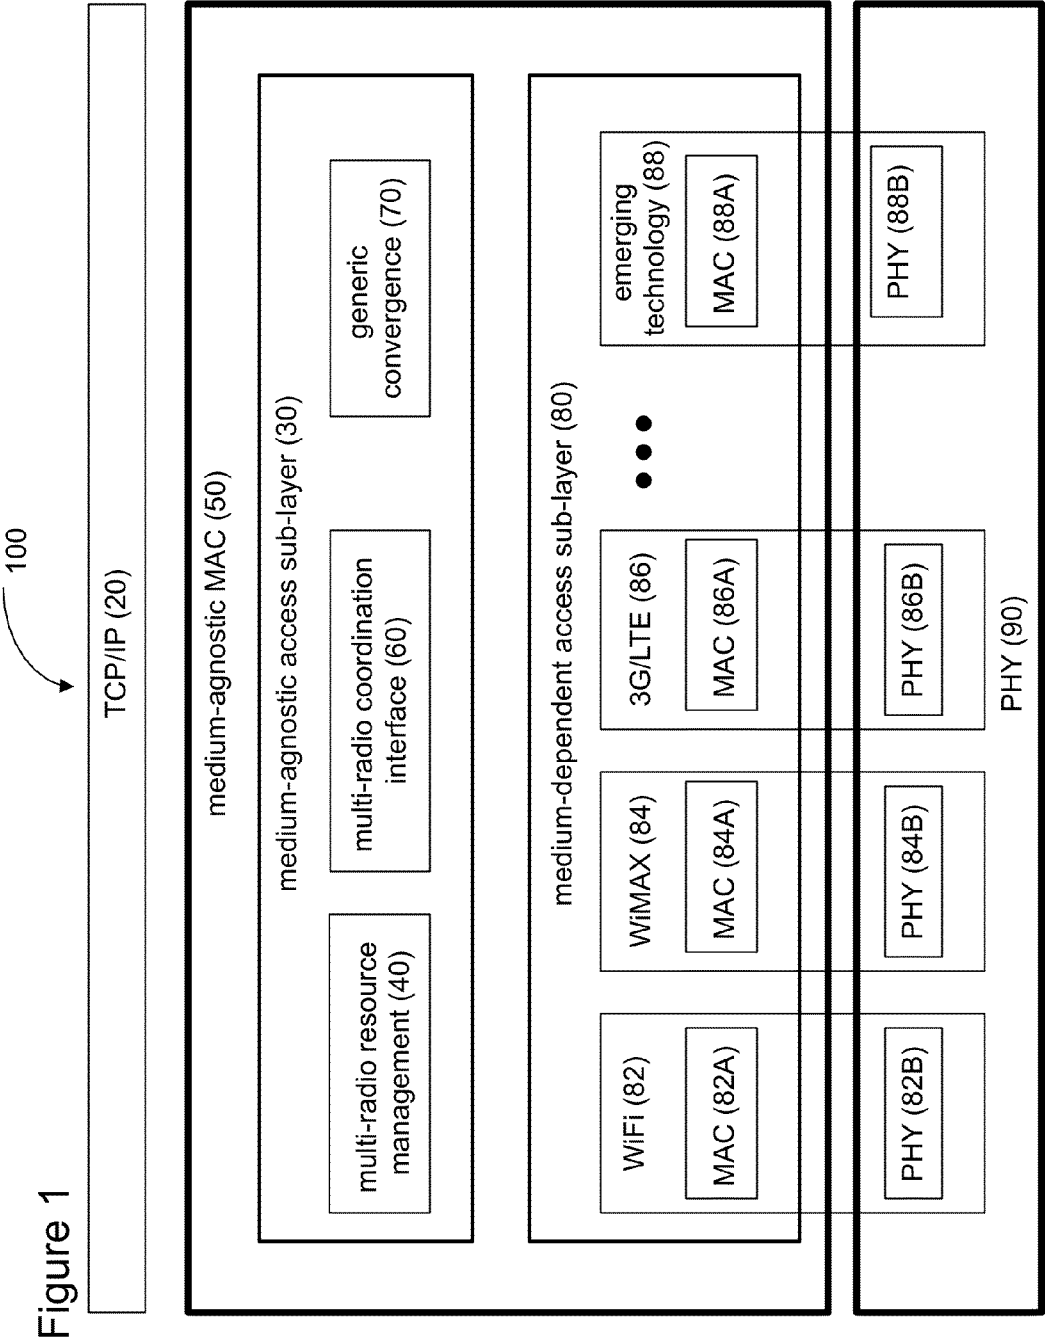 Figure 1
100
TCP/IP (20)
medium-agnostic MAC (50)
medium-agnostic access sub-layer (30)
multi-radio resource
management (40)
multi-radio coordination
interface (60)
generic
convergence (70)
medium-dependent access sub-layer (80)
WiFi (82)
MAC (82A)
PHY (82B)
WiMAX (84)
MAC (84A)
PHY (84B)
3G/LTE (86)
MAC (86A)
PHY (86B)
emerging
technology (88)
MAC (88A)
PHY (88B)
PHY (90)